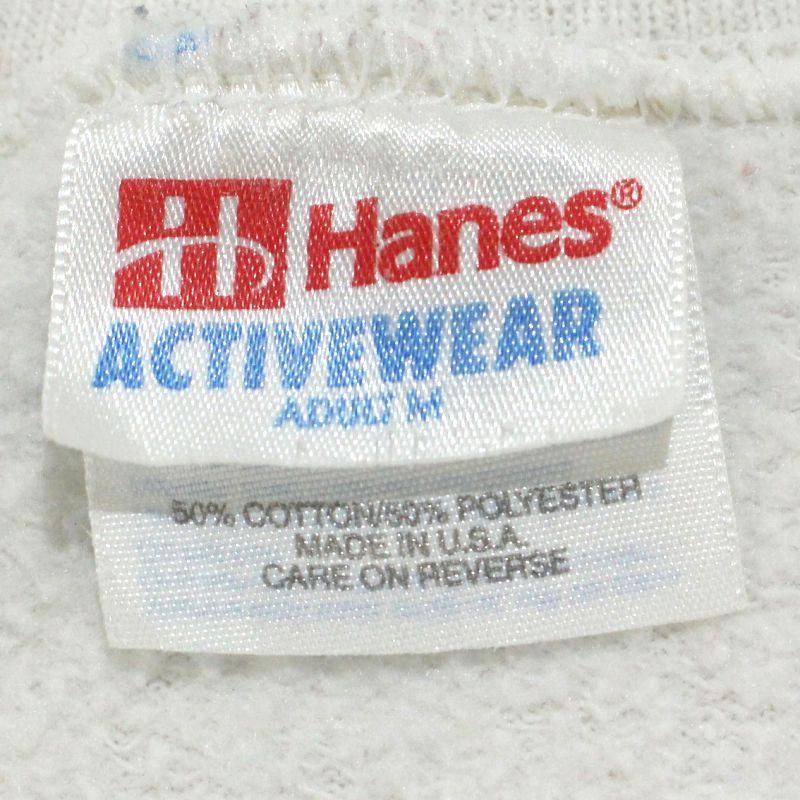 Hanes®
ACTIVEWEAR
ADULT M
50% COTTON/50% POLYESTER
MADE IN U.S.A.
CARE ON REVERSE